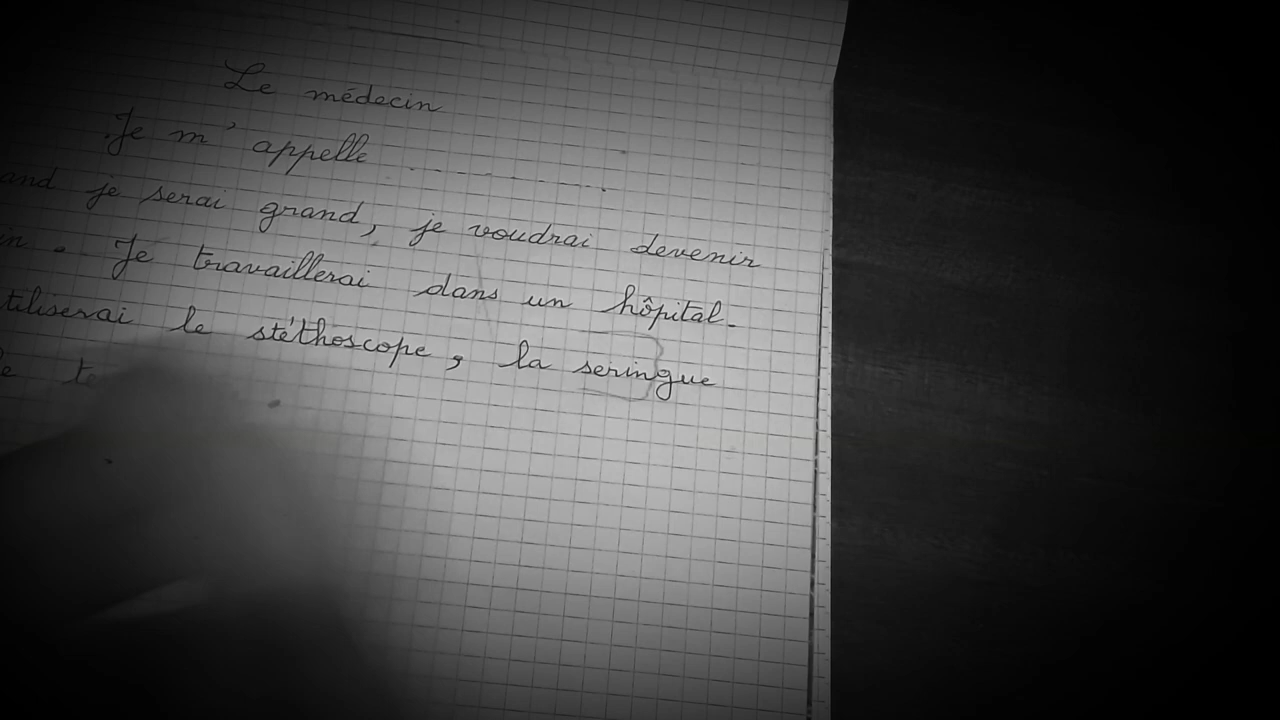 Le médecin
Je m'appelle ..............
and je serai grand, je voudrai devenir
in. Je travaillerai dans un hôpital.
tiliserai le stéthoscope, la seringue
te